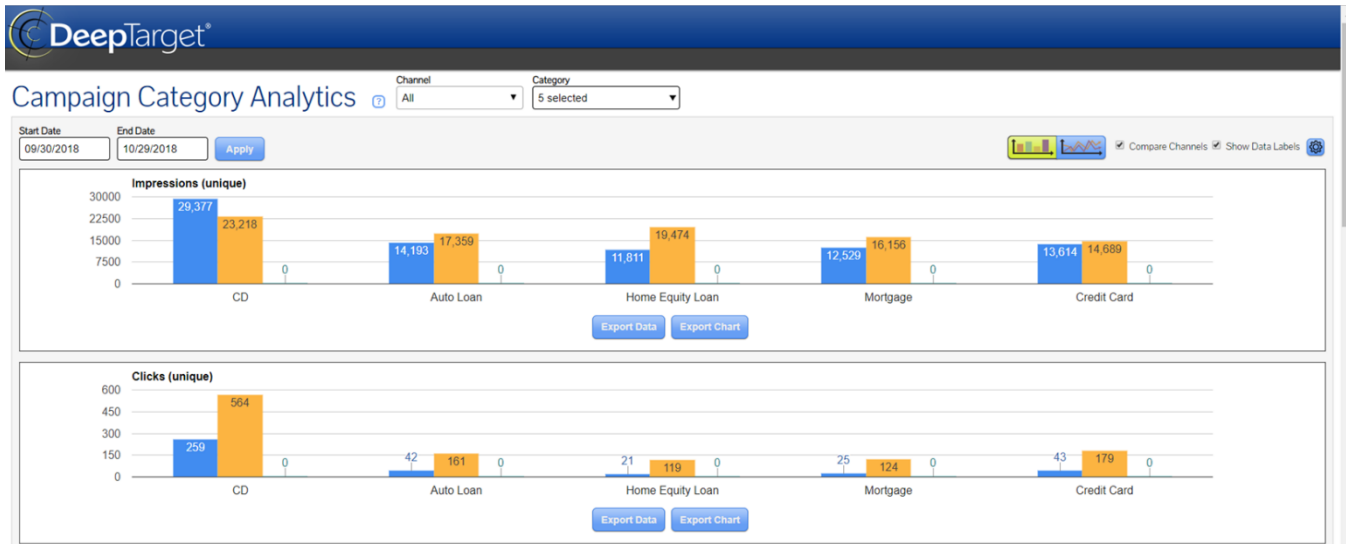 DeepTarget®
Campaign Category Analytics ?
Channel
All
Category
5 selected
Start Date
09/30/2018
End Date
10/29/2018
Apply
Compare Channels
Show Data Labels
Impressions (unique)
30000
22500
15000
7500
0
29,377 23,218 0
14,193 17,359 0
11,811 19,474 0
12,529 16,156 0
13,614 14,689 0
CD Auto Loan Home Equity Loan Mortgage Credit Card
Export Data Export Chart
Clicks (unique)
600
450
300
150
0
259 564 0
42 161 0
21 119 0
25 124 0
43 179 0
CD Auto Loan Home Equity Loan Mortgage Credit Card
Export Data Export Chart